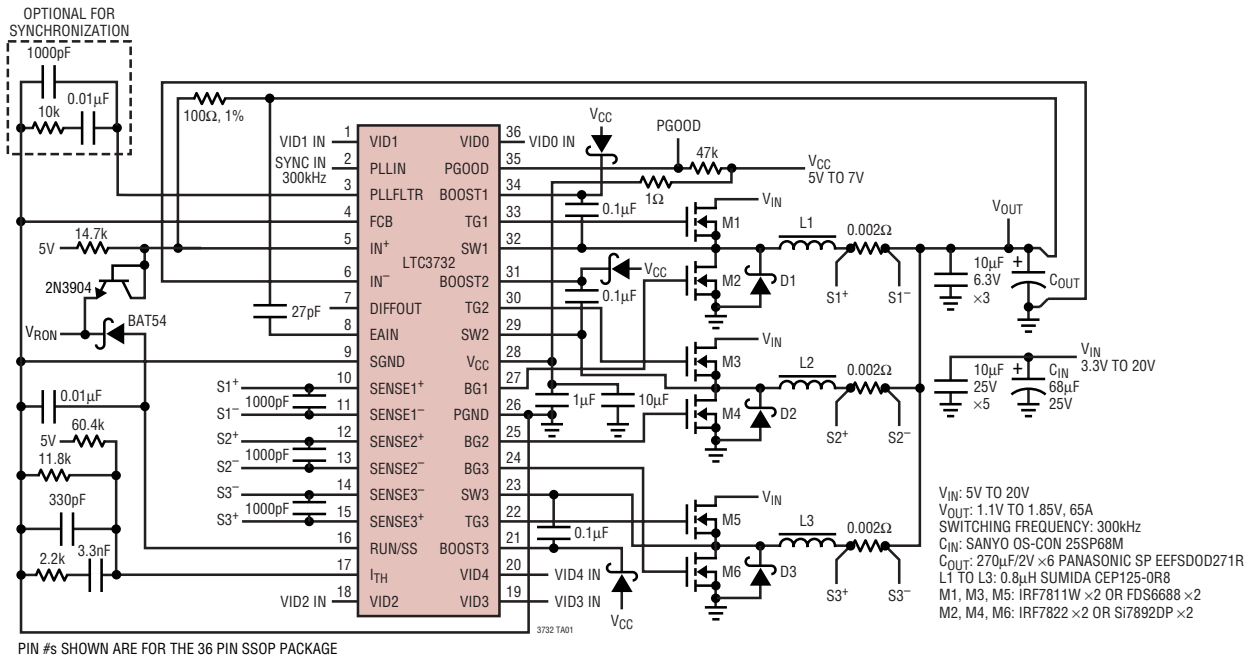 OPTIONAL FOR
SYNCHRONIZATION
1000pF
0.01µF
10k
100Ω, 1%
VCC
PGOOD
47k
VCC
5V TO 7V
1Ω
VID1 IN
1
VID1
VID0
36
VID0 IN
SYNC IN
300kHz
2
PLLIN
PGOOD
35
3
PLLFLTR
BOOST1
34
0.1µF
4
FCB
TG1
33
VIN
M1
5V
14.7k
5
IN+
LTC3732
SW1
32
L1
0.002Ω
VOUT
6
IN−
BOOST2
31
VCC
M2
D1
S1+
S1−
10µF
6.3V
×3
+
COUT
2N3904
7
DIFFOUT
TG2
30
0.1µF
27pF
BAT54
VRON
8
EAIN
SW2
29
VIN
M3
9
SGND
VCC
28
L2
0.002Ω
VIN
3.3V TO 20V
S1+
10
SENSE1+
BG1
27
1000pF
1µF
10µF
M4
D2
S2+
S2−
10µF
25V
×5
+
CIN
68µF
25V
S1−
11
SENSE1−
PGND
26
0.01µF
S2+
12
SENSE2+
BG2
25
5V
60.4k
1000pF
S2−
13
SENSE2−
BG3
24
11.8k
S3−
14
SENSE3−
SW3
23
VIN
1000pF
S3+
15
SENSE3+
TG3
22
M5
L3
0.002Ω
330pF
16
RUN/SS
BOOST3
21
0.1µF
M6
D3
S3+
S3−
2.2k
3.3nF
17
ITH
VID4
20
VID4 IN
VID2 IN
18
VID2
VID3
19
VID3 IN
VCC
3732 TA01
VIN: 5V TO 20V
VOUT: 1.1V TO 1.85V, 65A
SWITCHING FREQUENCY: 300kHz
CIN: SANYO OS-CON 25SP68M
COUT: 270µF/2V ×6 PANASONIC SP EEFSDOD271R
L1 TO L3: 0.8µH SUMIDA CEP125-0R8
M1, M3, M5: IRF7811W ×2 OR FDS6688 ×2
M2, M4, M6: IRF7822 ×2 OR Si7892DP ×2
PIN #s SHOWN ARE FOR THE 36 PIN SSOP PACKAGE